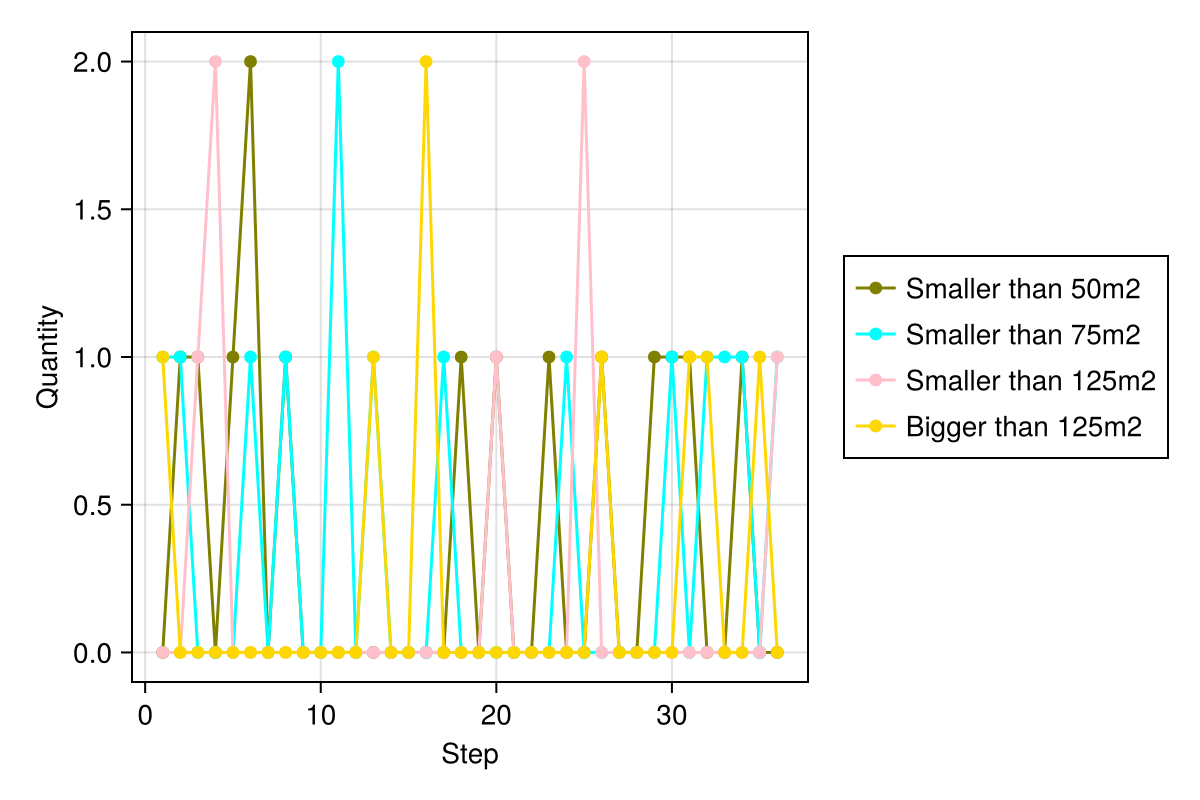 2.0
1.5
1.0
0.5
0.0
Quantity
0 10 20 30
Step
Smaller than 50m2
Smaller than 75m2
Smaller than 125m2
Bigger than 125m2